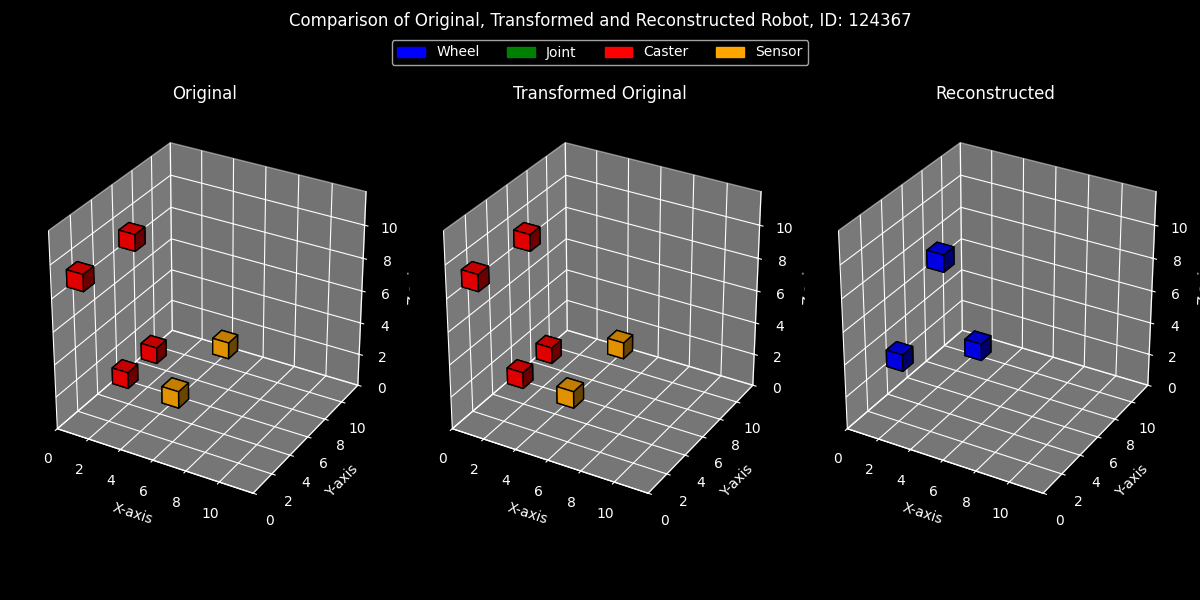 Comparison of Original, Transformed and Reconstructed Robot, ID: 124367
Wheel Joint Caster Sensor
Original Transformed Original Reconstructed
10 10 10
8 8 8
6 6 6
4 4 4
2 2 2
0 0 0
0 2 4 6 8 10 0 2 4 6 8 10 0 2 4 6 8 10
0 2 4 6 8 10 0 2 4 6 8 10 0 2 4 6 8 10
X-axis Y-axis X-axis Y-axis X-axis Y-axis